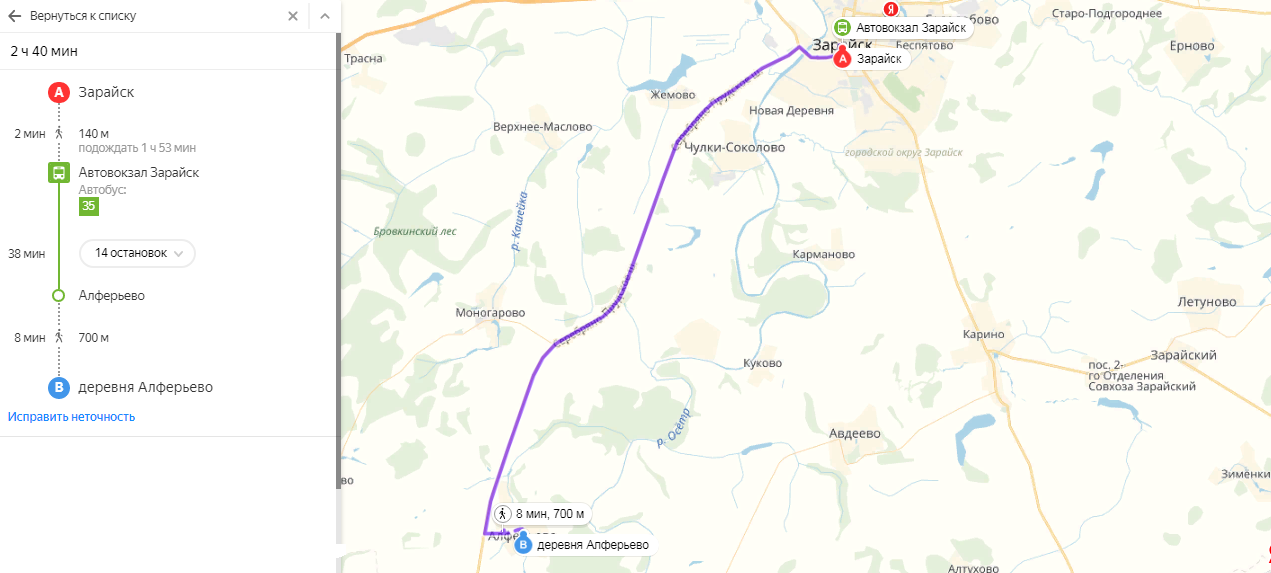 Вернуться к списку
2 ч 40 мин
A Зарайск
2 мин
140 м
подождать 1 ч 53 мин
Автовокзал Зарайск
Автобус:
35
38 мин
14 остановок
Алферьево
8 мин
700 м
B деревня Алферьево
Исправить неточность
Я
Старо-Подгороднее
Автовокзал Зарайск
Зарайск
Беспятово
A Зарайск
Ерново
Трасна
Жемово
Новая Деревня
Верхнее-Маслово
Чулки-Соколово
городской округ Зарайск
р. Кашейка
Бровкинский лес
Кармaново
Моногарово
Летуново
Карино
Зарайский
Куково
пос. 2-
го Отделения
Совхоза Зарайский
р. Осётр
Авдеево
Зименки
8 мин, 700 м
B деревня Алферьево
Алтухово